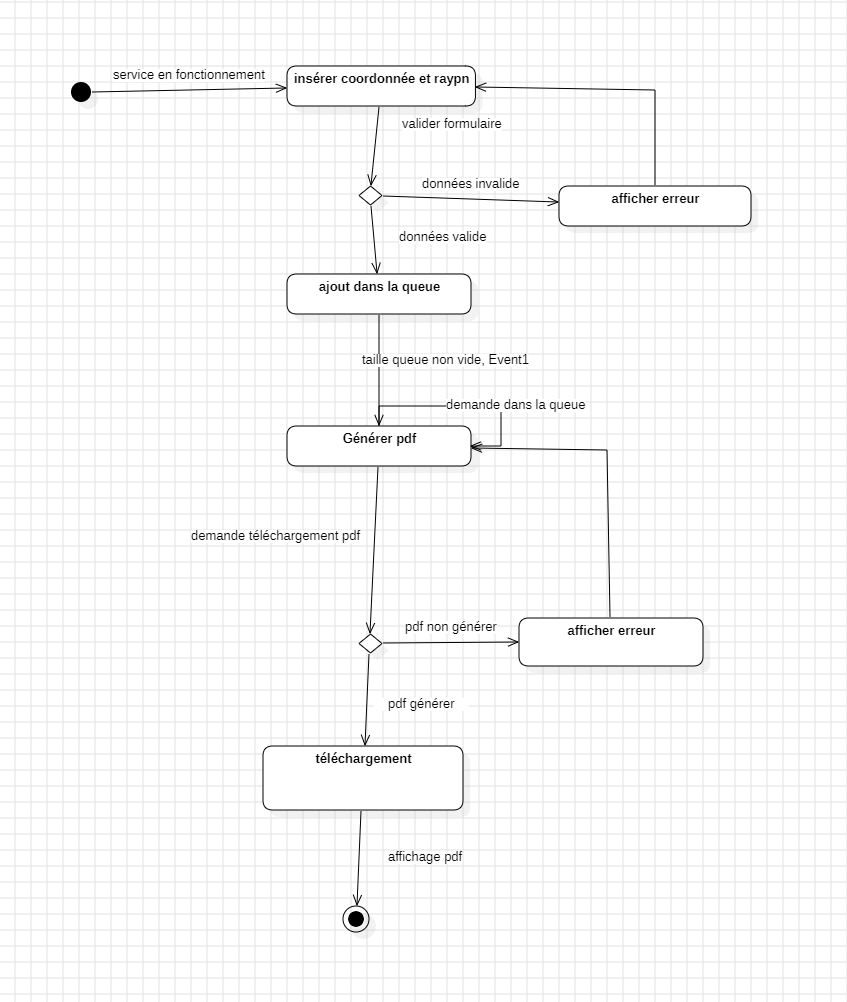 service en fonctionnement
insérer coordonnée et raypn
valider formulaire
données invalide
afficher erreur
données valide
ajout dans la queue
taille queue non vide, Event1
demande dans la queue
Générer pdf
demande téléchargement pdf
pdf non générer
afficher erreur
pdf générer
téléchargement
affichage pdf